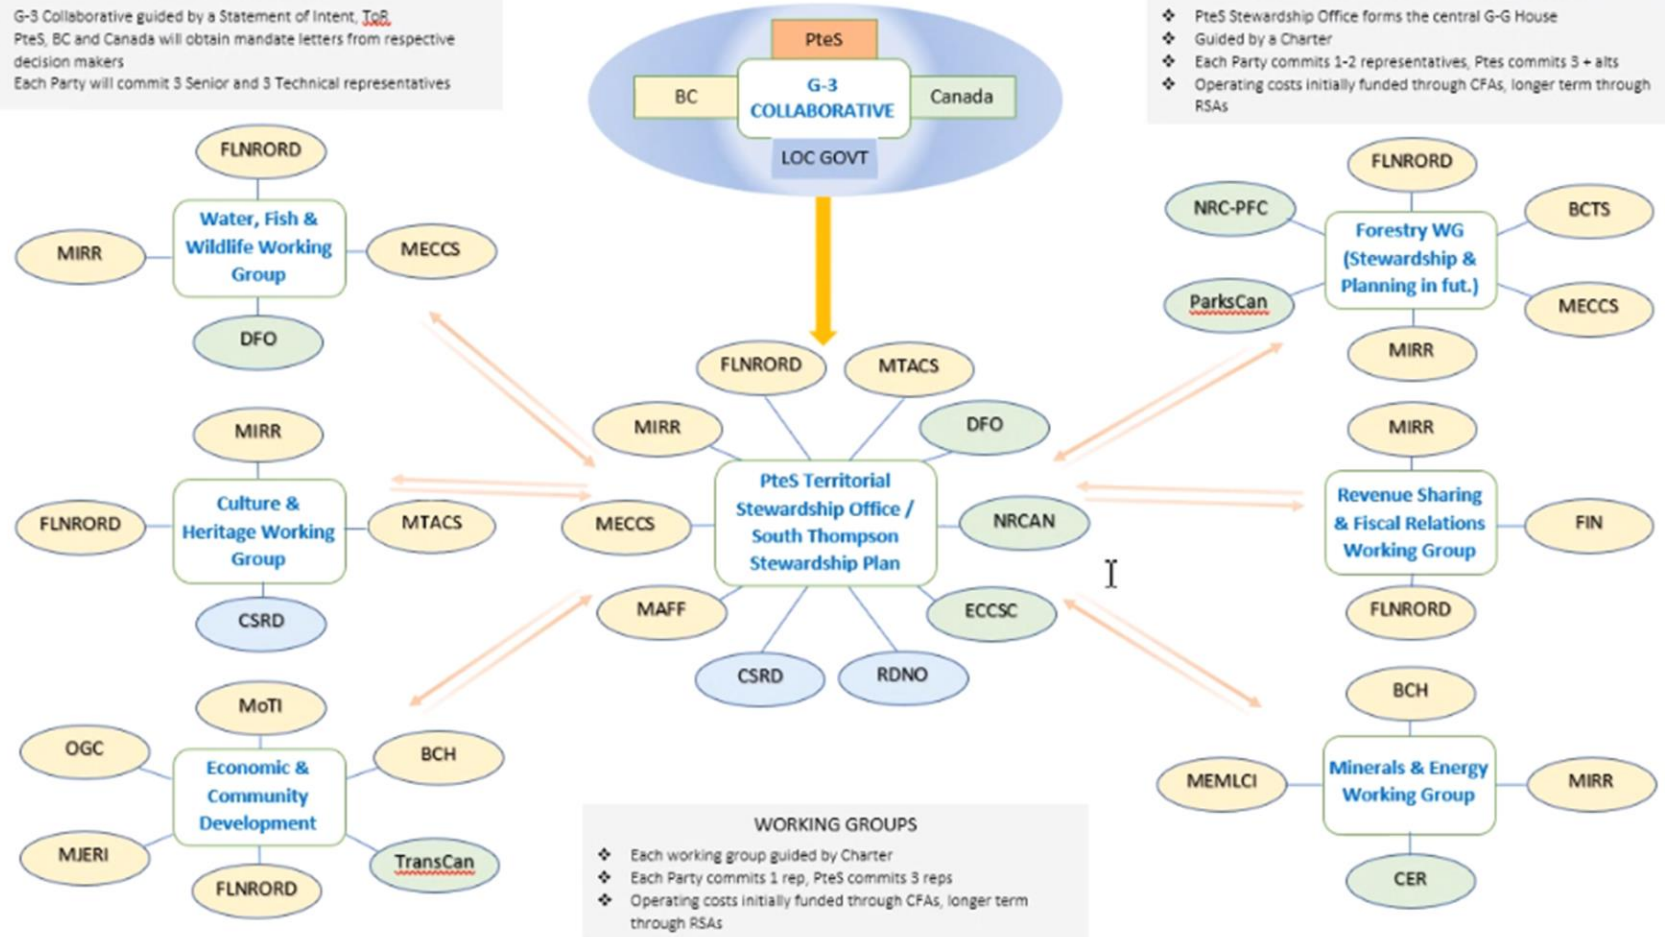 G-3 Collaborative guided by a Statement of Intent, ToR
PteS, BC and Canada will obtain mandate letters from respective
decision makers
Each Party will commit 3 Senior and 3 Technical representatives
PteS
BC
G-3
COLLABORATIVE
Canada
LOC GOVT
❖ PteS Stewardship Office forms the central G-G House
❖ Guided by a Charter
❖ Each Party commits 1-2 representatives, Ptes commits 3 + alts
❖ Operating costs initially funded through CFAs, longer term through
RSAs
FLNRORD
MIRR
Water, Fish &
Wildlife Working
Group
MECCS
DFO
MIRR
FLNRORD
Culture &
Heritage Working
Group
MTACS
CSRD
MoTI
OGC
BCH
Economic &
Community
Development
MJERI
TransCan
FLNRORD
FLNRORD
MTACS
MIRR
DFO
PteS Territorial
Stewardship Office /
South Thompson
Stewardship Plan
MECCS
NRCAN
MAFF
ECCSC
CSRD
RDNO
FLNRORD
NRC-PFC
BCTS
Forestry WG
(Stewardship &
Planning in fut.)
ParksCan
MECCS
MIRR
MIRR
Revenue Sharing
& Fiscal Relations
Working Group
FIN
FLNRORD
BCH
MEMLCI
Minerals & Energy
Working Group
MIRR
CER
WORKING GROUPS
❖ Each working group guided by Charter
❖ Each Party commits 1 rep, PteS commits 3 reps
❖ Operating costs initially funded through CFAs, longer term
through RSAs